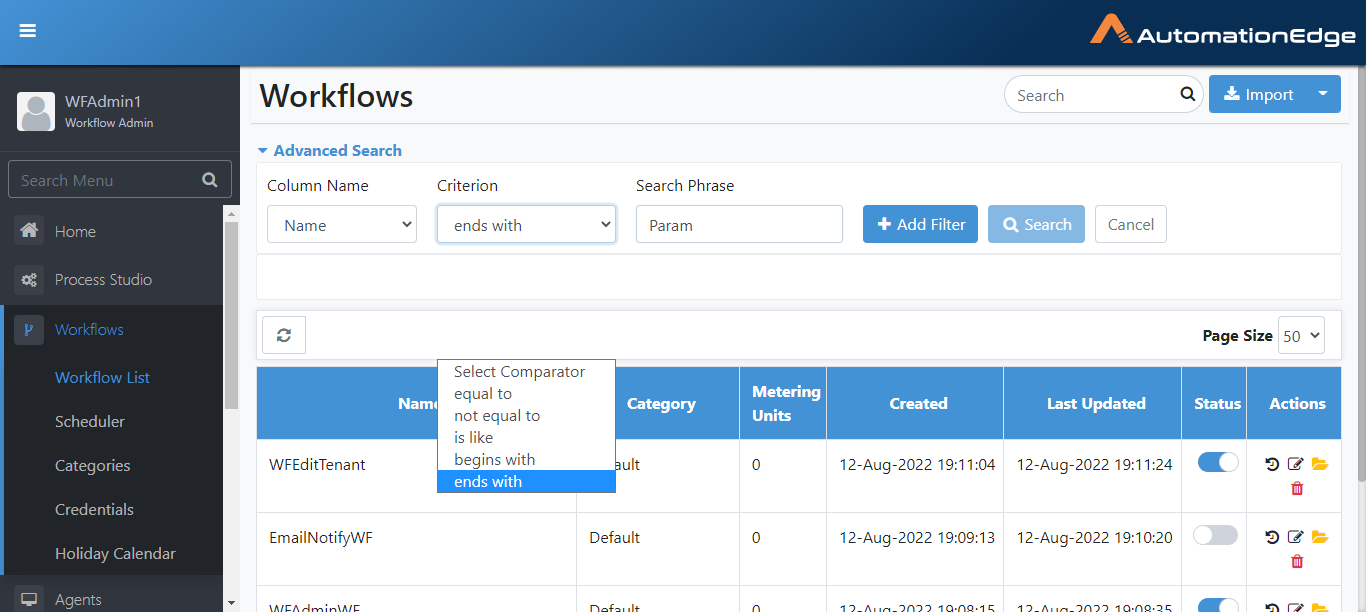 AutomationEdge
WFAdmin1
Workflow Admin
Search Menu
Home
Process Studio
Workflows
Workflow List
Scheduler
Categories
Credentials
Holiday Calendar
Agents
Workflows
Search
Import
Advanced Search
Column Name Criterion Search Phrase
Name ends with Param Add Filter Search Cancel
Page Size 50
Select Comparator
equal to
not equal to
is like
begins with
ends with
Name Category Metering Units Created Last Updated Status Actions
WFEditTenant 0 12-Aug-2022 19:11:04 12-Aug-2022 19:11:24
EmailNotifyWF Default 0 12-Aug-2022 19:09:13 12-Aug-2022 19:10:20
WFAdminWF Default 0 12-Aug-2022 19:08:15 12-Aug-2022 19:08:35